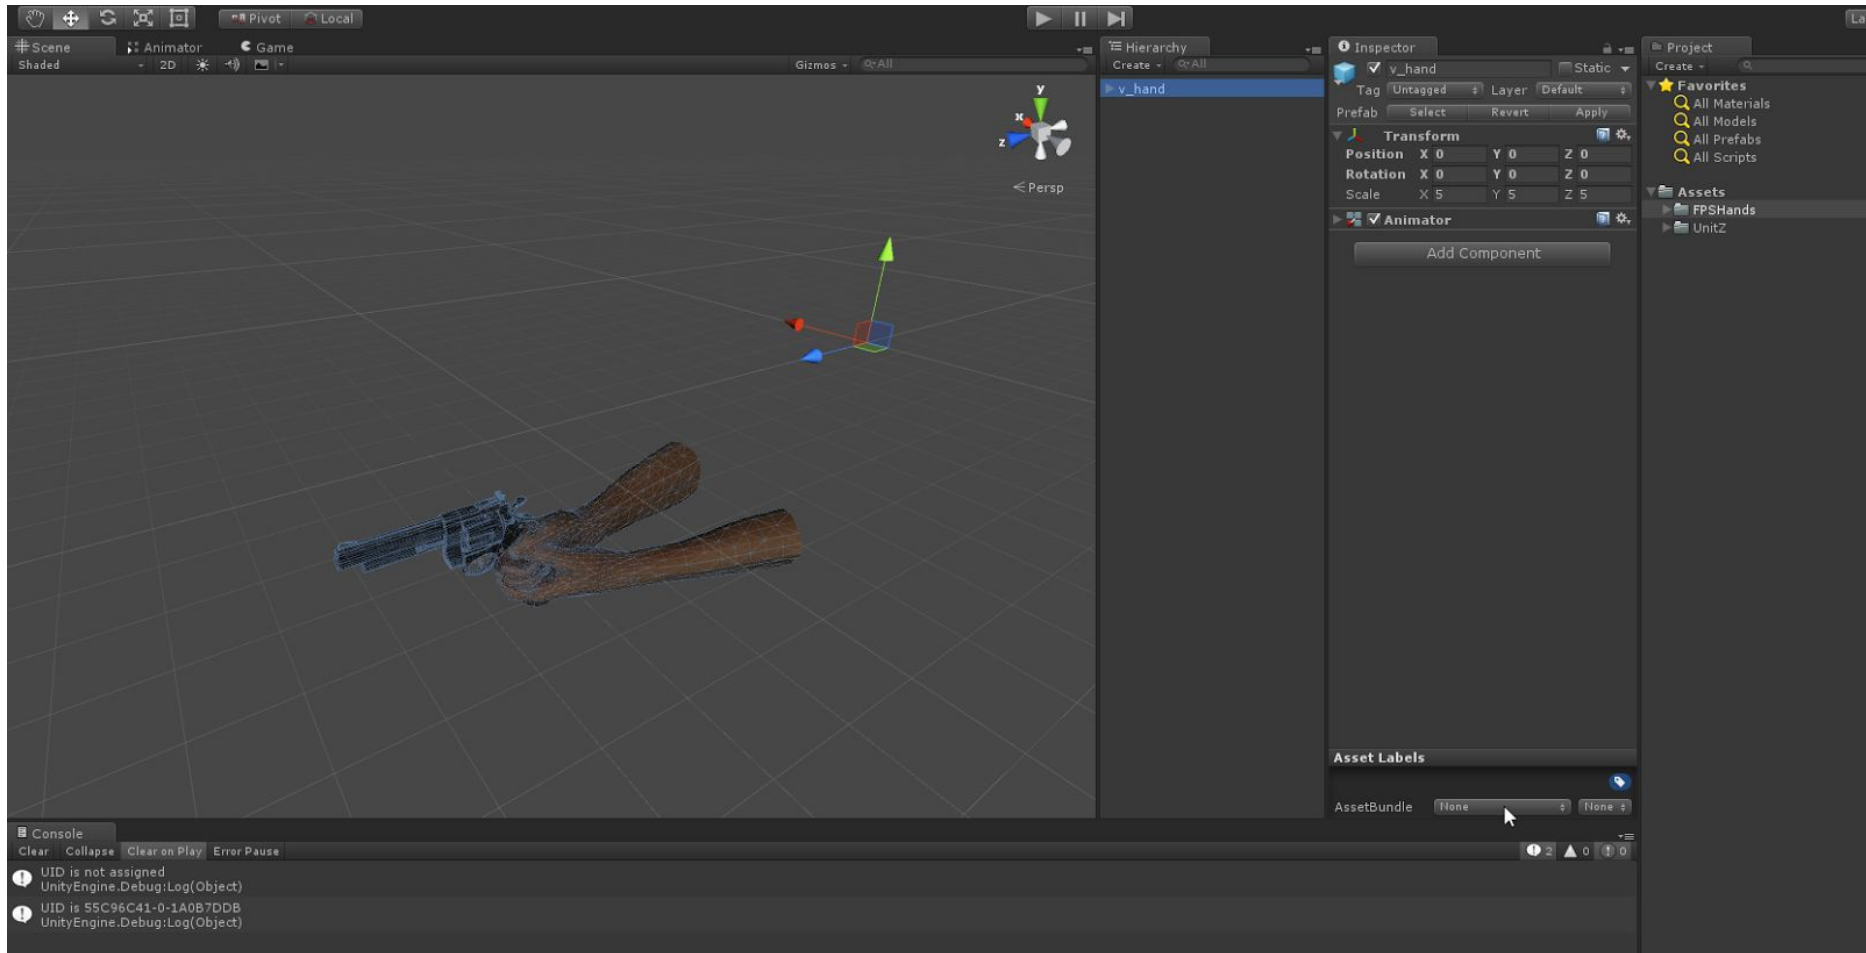 Pivot Local La
Scene Animator Game
Shaded 2D Gizmos All
y
x
z
Persp
Hierarchy
Create All
v_hand
Inspector
v_hand Static
Tag Untagged Layer Default
Prefab Select Revert Apply
Transform
Position X 0 Y 0 Z 0
Rotation X 0 Y 0 Z 0
Scale X 5 Y 5 Z 5
Animator
Add Component
Asset Labels
AssetBundle None None
Project
Create
Favorites
All Materials
All Models
All Prefabs
All Scripts
Assets
FPSHands
UnitZ
Console
Clear Collapse Clear on Play Error Pause 2 0 0
UID is not assigned
UnityEngine.Debug:Log(Object)
UID is 55C96C41-0-1A0B7DDB
UnityEngine.Debug:Log(Object)